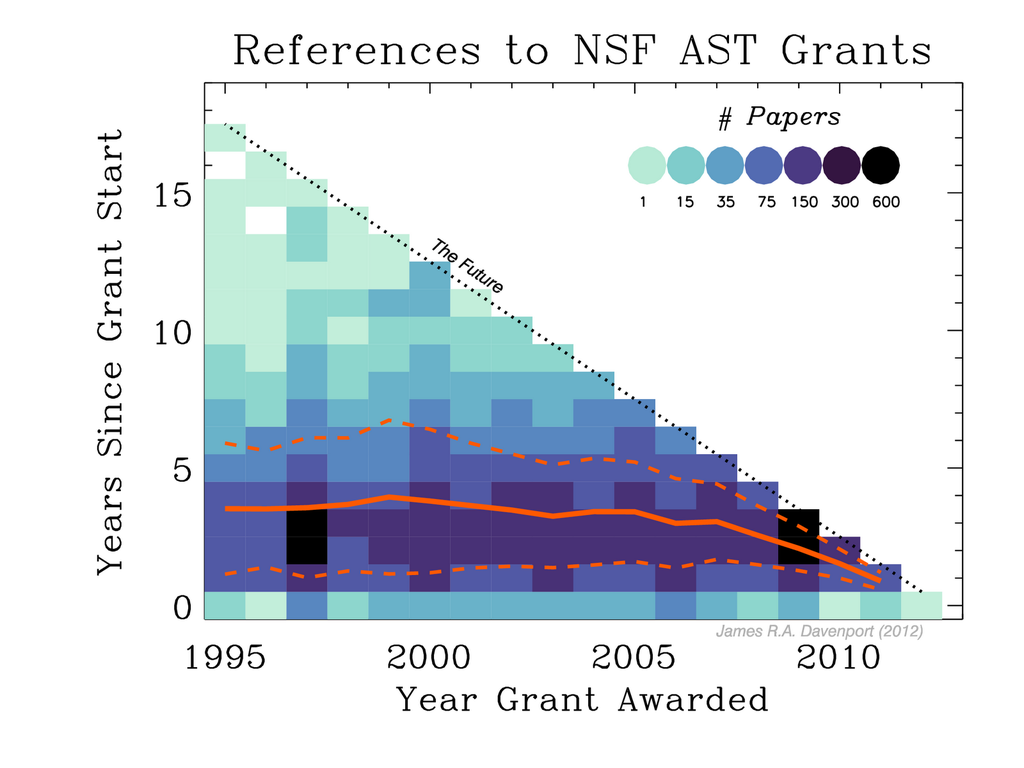 References to NSF AST Grants
# Papers
1 15 35 75 150 300 600
The Future
Years Since Grant Start
15
10
5
0
James R.A. Davenport (2012)
1995 2000 2005 2010
Year Grant Awarded